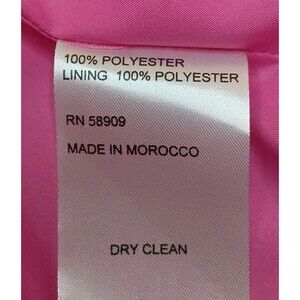 100% POLYESTER
LINING 100% POLYESTER
RN 58909
MADE IN MOROCCO
DRY CLEAN